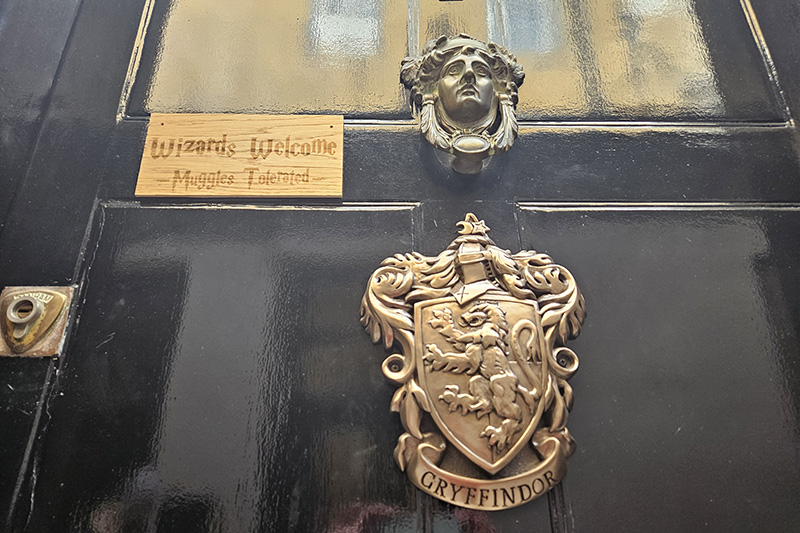 Wizards Welcome
Muggles Tolerated
GRYFFINDOR